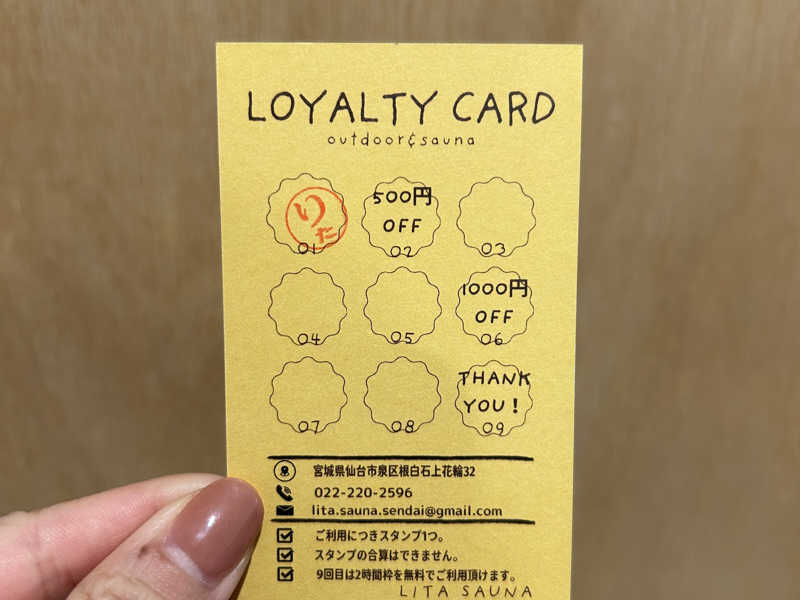 LOYALTY CARD
outdoor&sauna
りた
01
500円
OFF
02
03
04
05
1000円
OFF
06
07
08
THANK
YOU!
09
宮城県仙台市泉区根白石上花輪32
022-220-2596
lita.sauna.sendai@gmail.com
ご利用につきスタンプ1つ。
スタンプの合算はできません。
9回目は2時間枠を無料でご利用頂けます。
LITA SAUNA